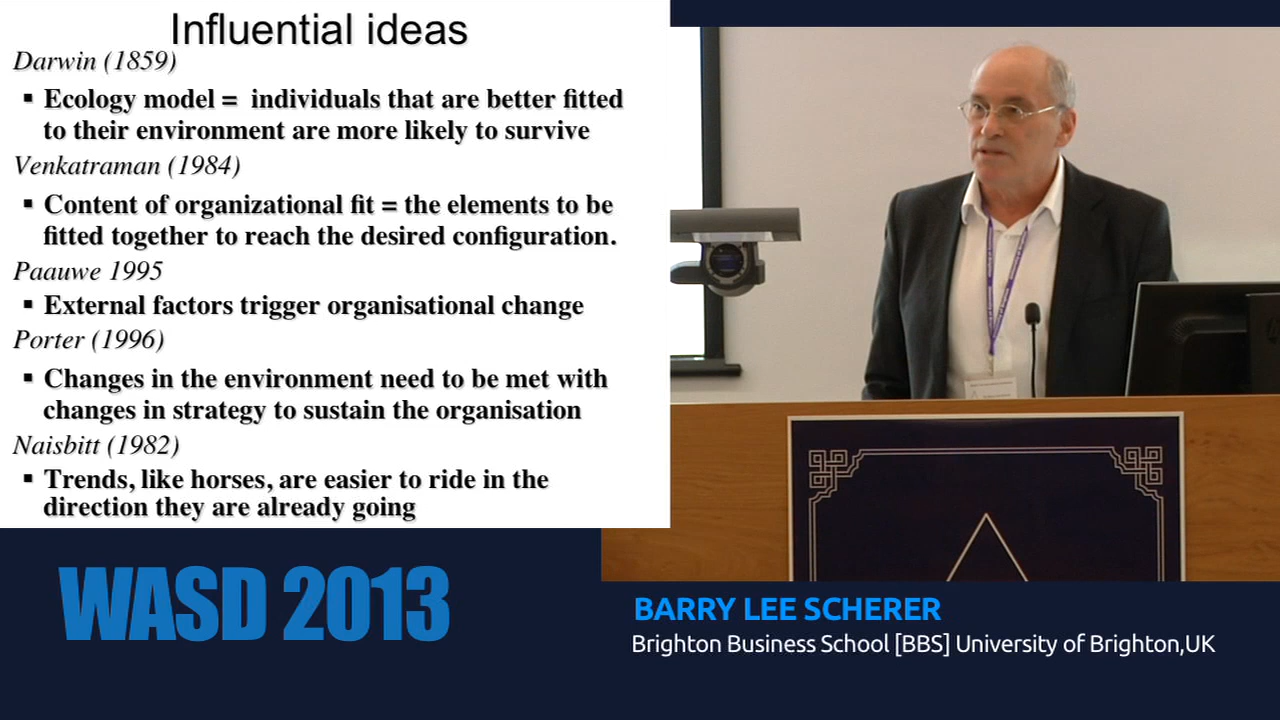 Influential ideas
Darwin (1859)
▪ Ecology model = individuals that are better fitted
to their environment are more likely to survive
Venkatraman (1984)
▪ Content of organizational fit = the elements to be
fitted together to reach the desired configuration.
Paauwe 1995
▪ External factors trigger organisational change
Porter (1996)
▪ Changes in the environment need to be met with
changes in strategy to sustain the organisation
Naisbitt (1982)
▪ Trends, like horses, are easier to ride in the
direction they are already going
WASD 2013
BARRY LEE SCHERER
Brighton Business School [BBS] University of Brighton,UK